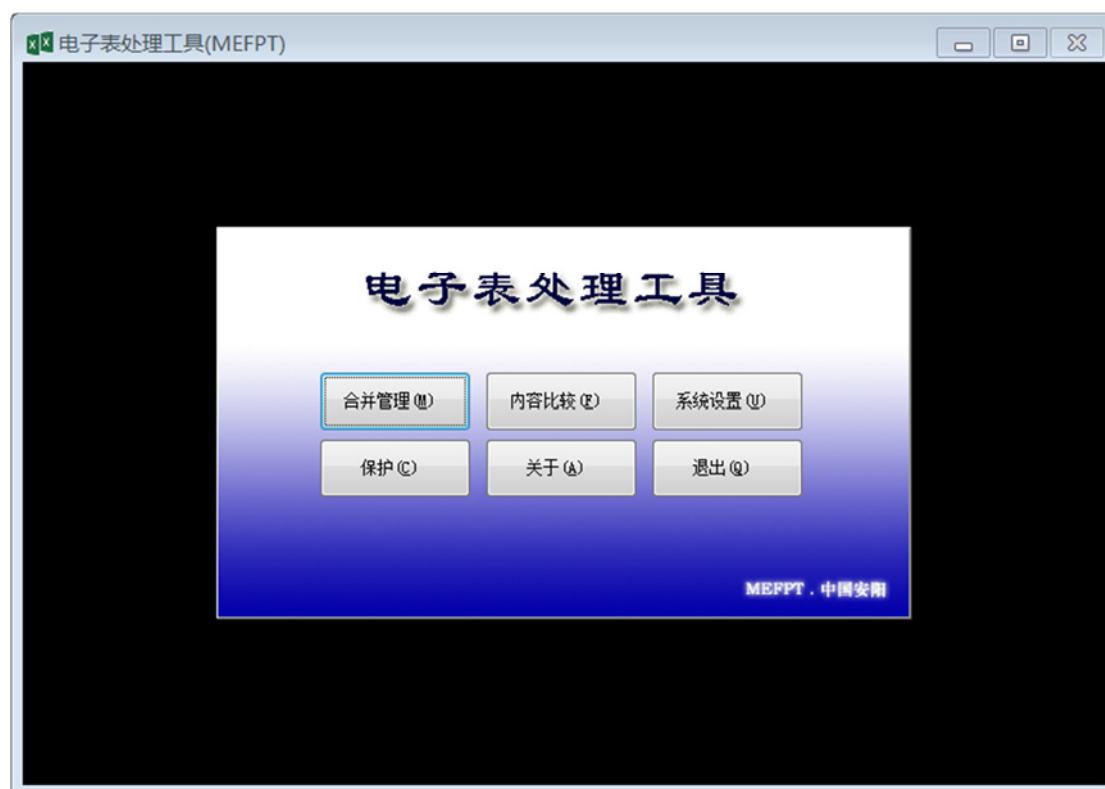 电子表处理工具(MEFPT)
电子表处理工具
合并管理(M) 内容比较(E) 系统设置(U)
保护(C) 关于(A) 退出(Q)
MEFPT . 中国安阳